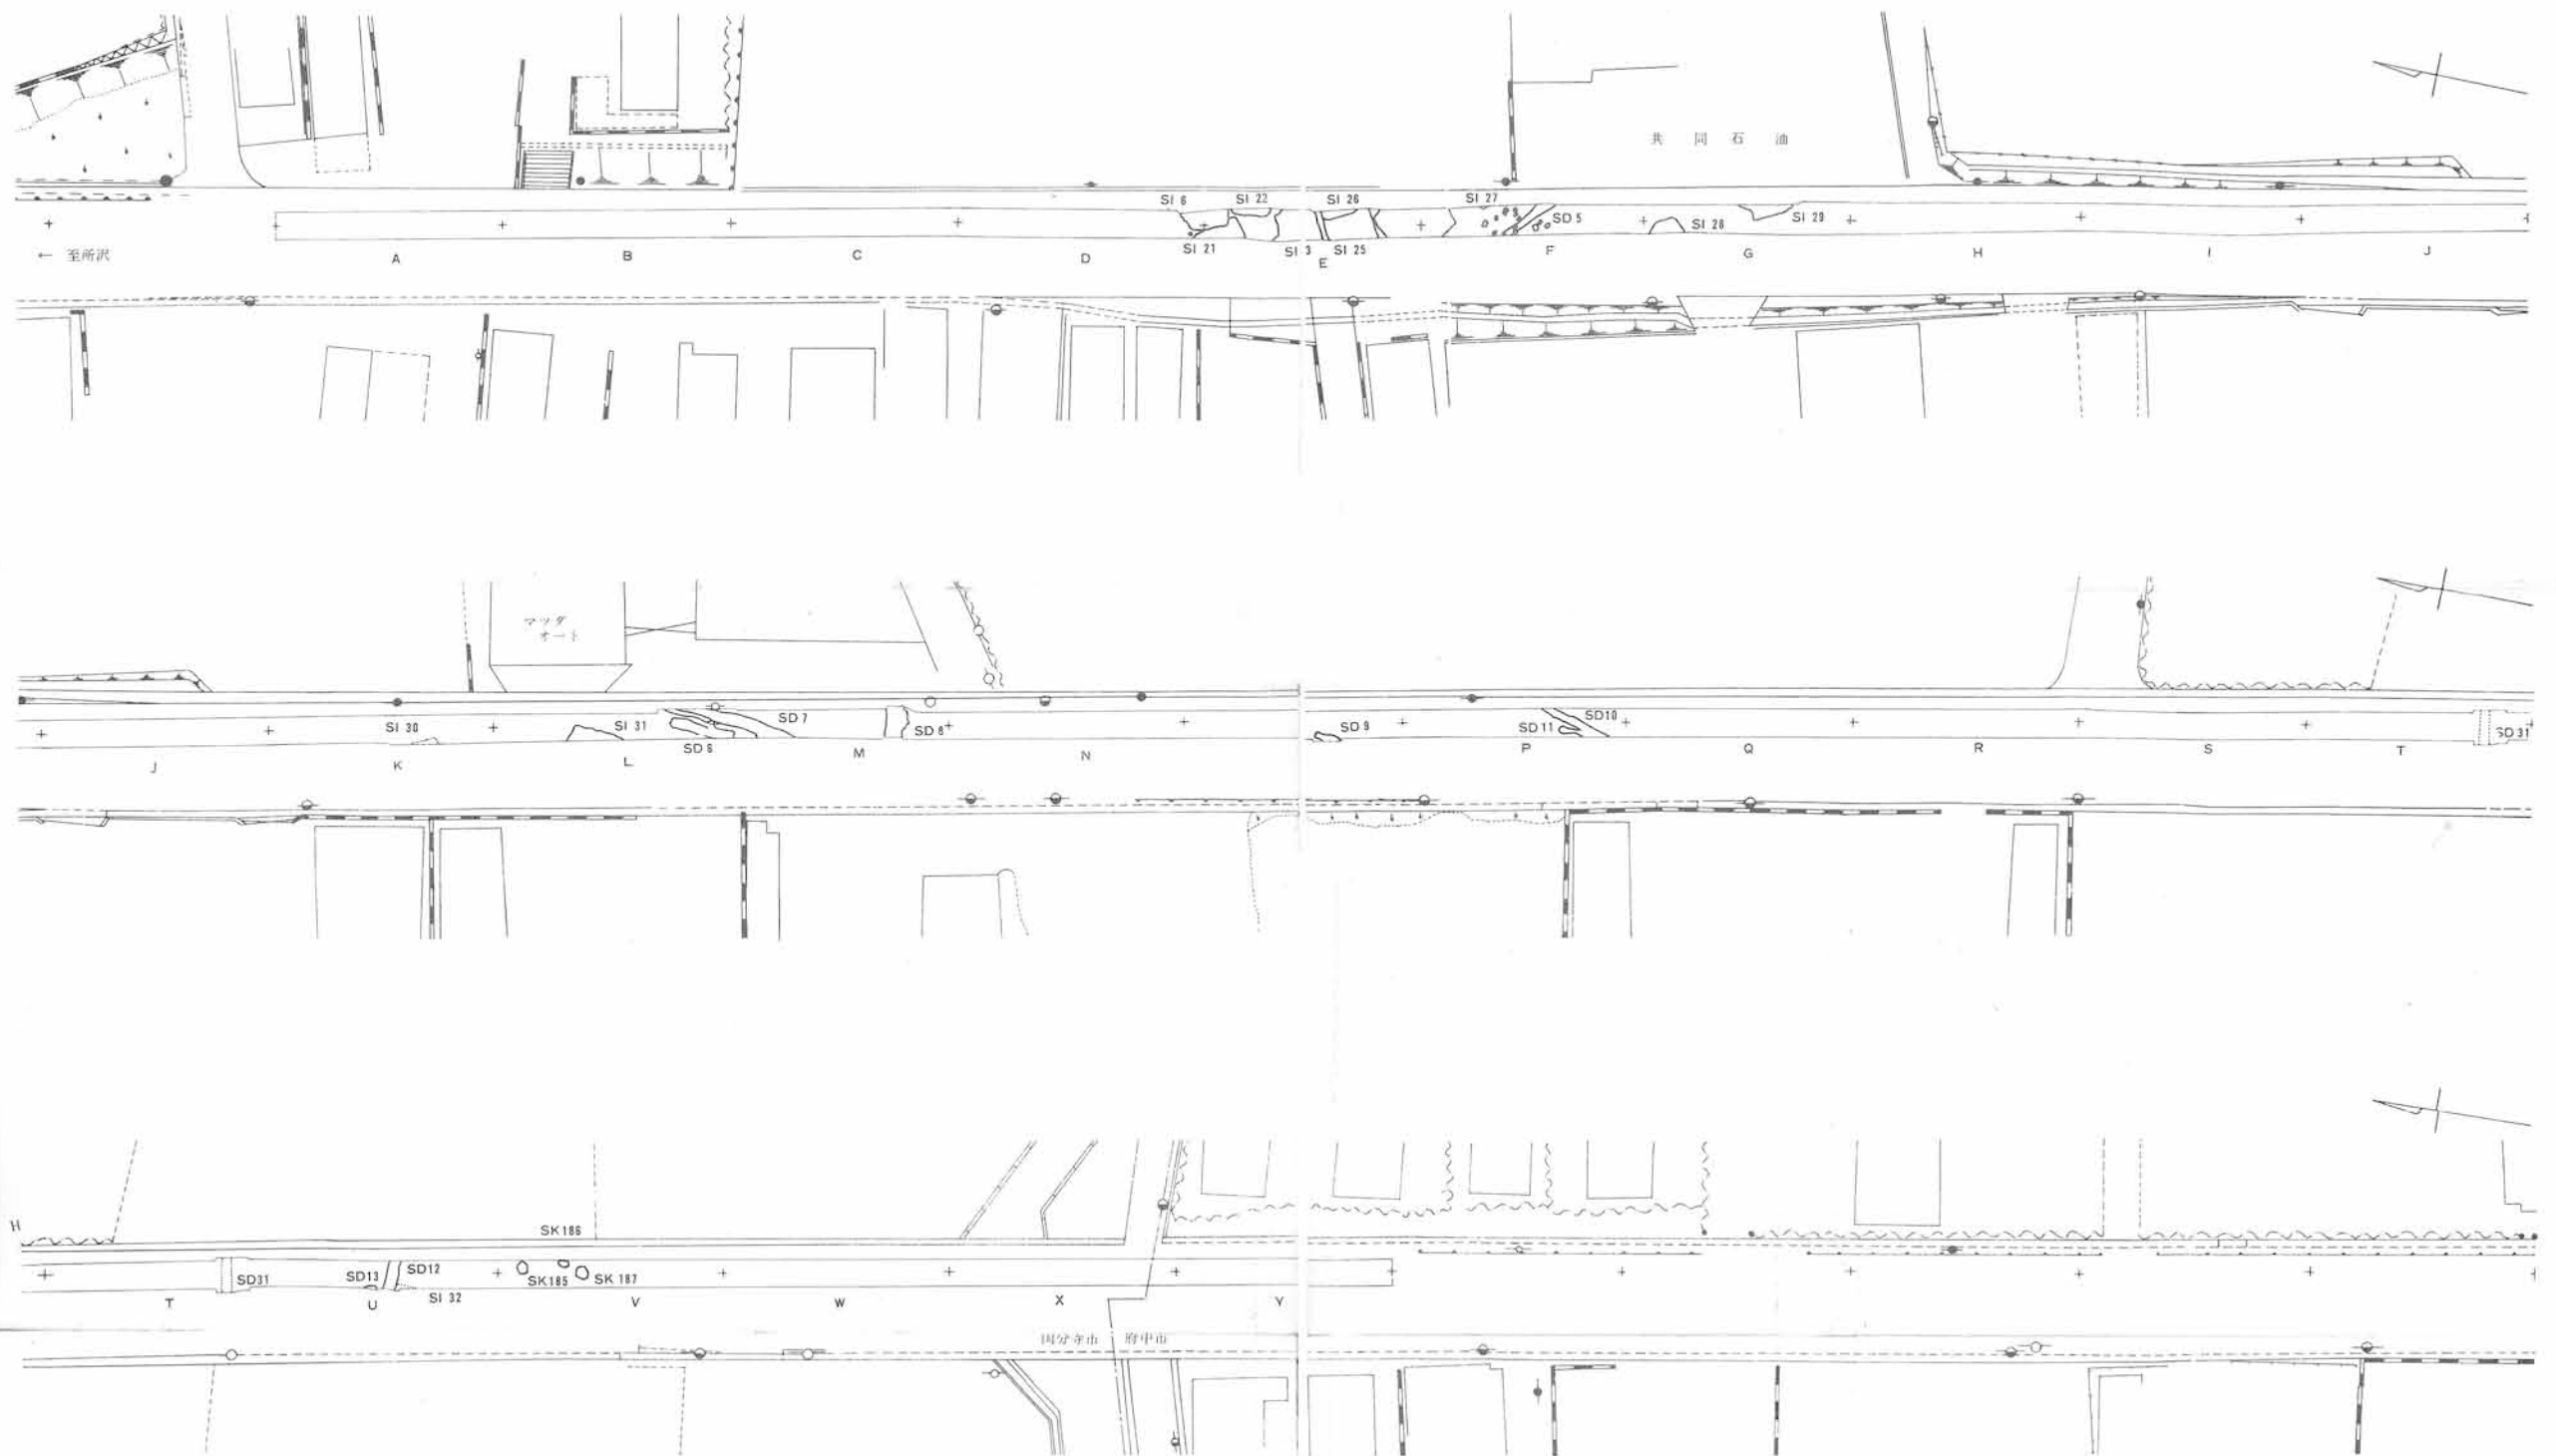 共同石油
SI 6
SI 22
SI 26
SI 27
SD 5
SI 28
SI 29
SI 21
SI 3
SI 25
← 至所沢
A
B
C
D
E
F
G
H
I
J
マツダ
オート
SI 30
SI 31
SD 7
SD 6
SD 8
SD 9
SD10
SD11
SD 31
J
K
L
M
N
P
Q
R
S
T
SK186
SD31
SD13
SD12
SI 32
SK185
SK 187
T
U
V
W
X
Y
国分寺市
府中市